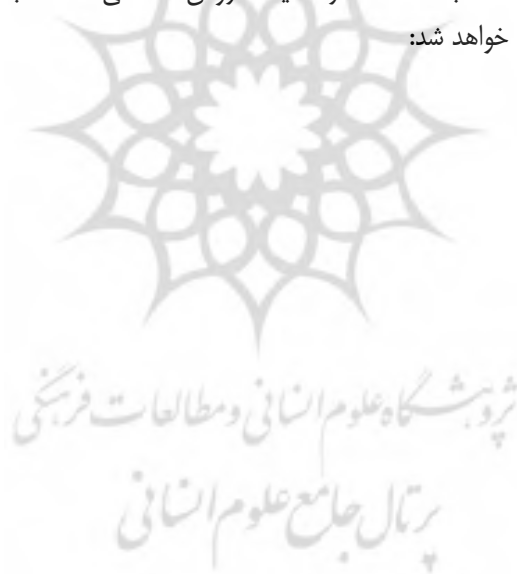 خواهد شد:
پژوهشگاه علوم انسانی و مطالعات فرهنگی
پرتال جامع علوم انسانی